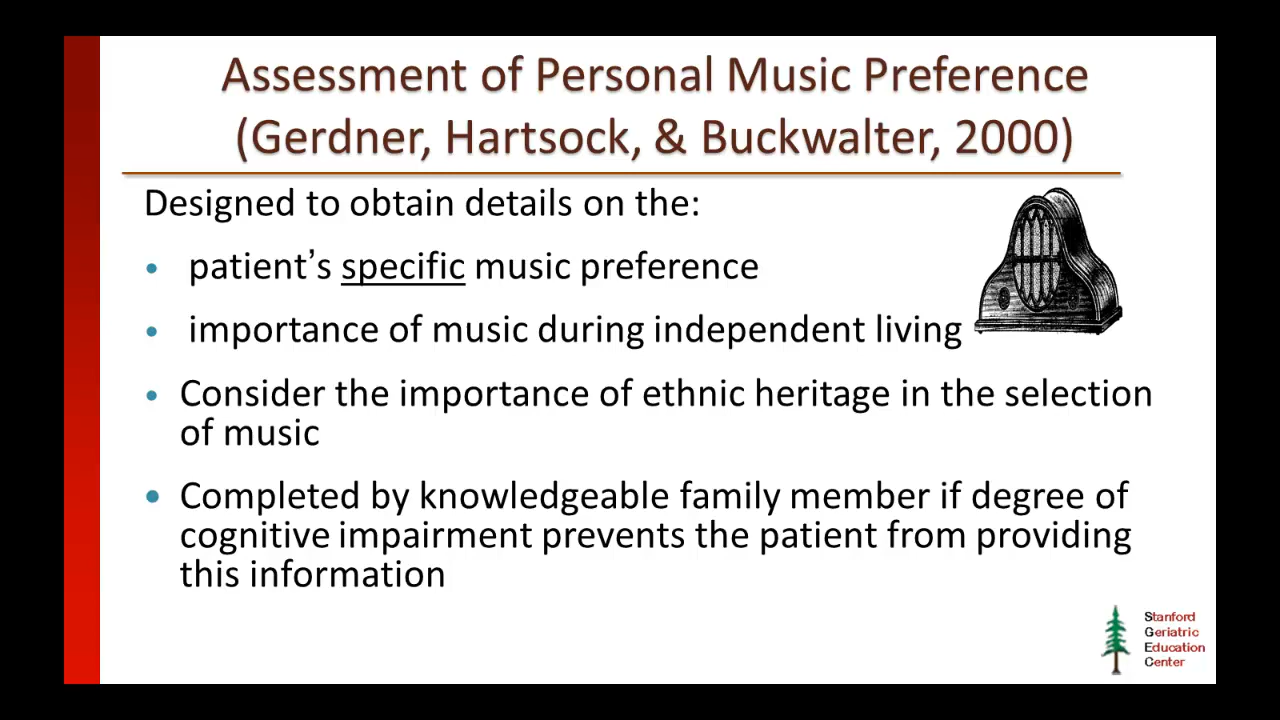 Assessment of Personal Music Preference
(Gerdner, Hartsock, & Buckwalter, 2000)
Designed to obtain details on the:
• patient’s specific music preference
• importance of music during independent living
• Consider the importance of ethnic heritage in the selection
of music
• Completed by knowledgeable family member if degree of
cognitive impairment prevents the patient from providing
this information
Stanford
Geriatric
Education
Center